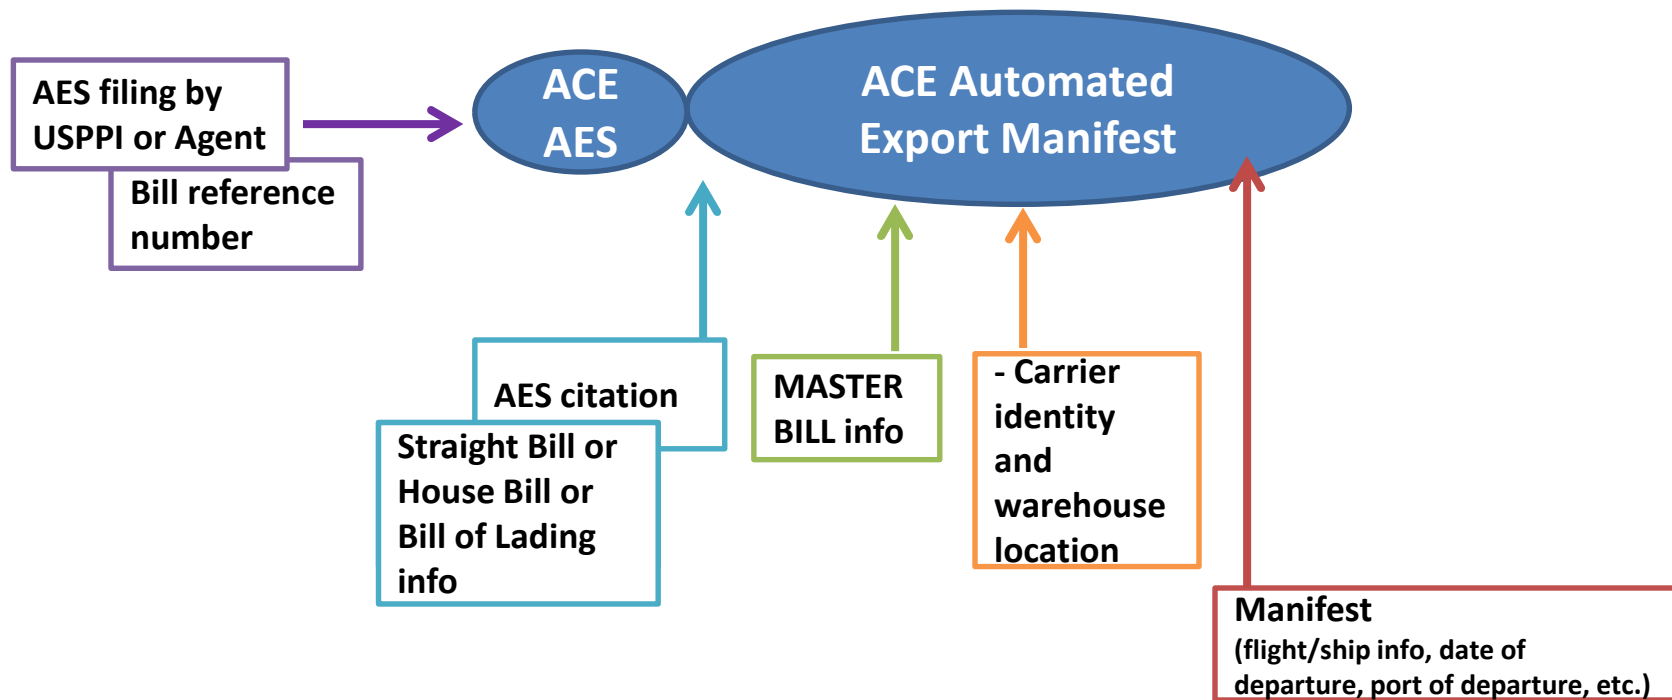 AES filing by
USPPI or Agent
Bill reference
number
ACE
AES
ACE Automated
Export Manifest
AES citation
Straight Bill or
House Bill or
Bill of Lading
info
MASTER
BILL info
- Carrier
identity
and
warehouse
location
Manifest
(flight/ship info, date of
departure, port of departure, etc.)